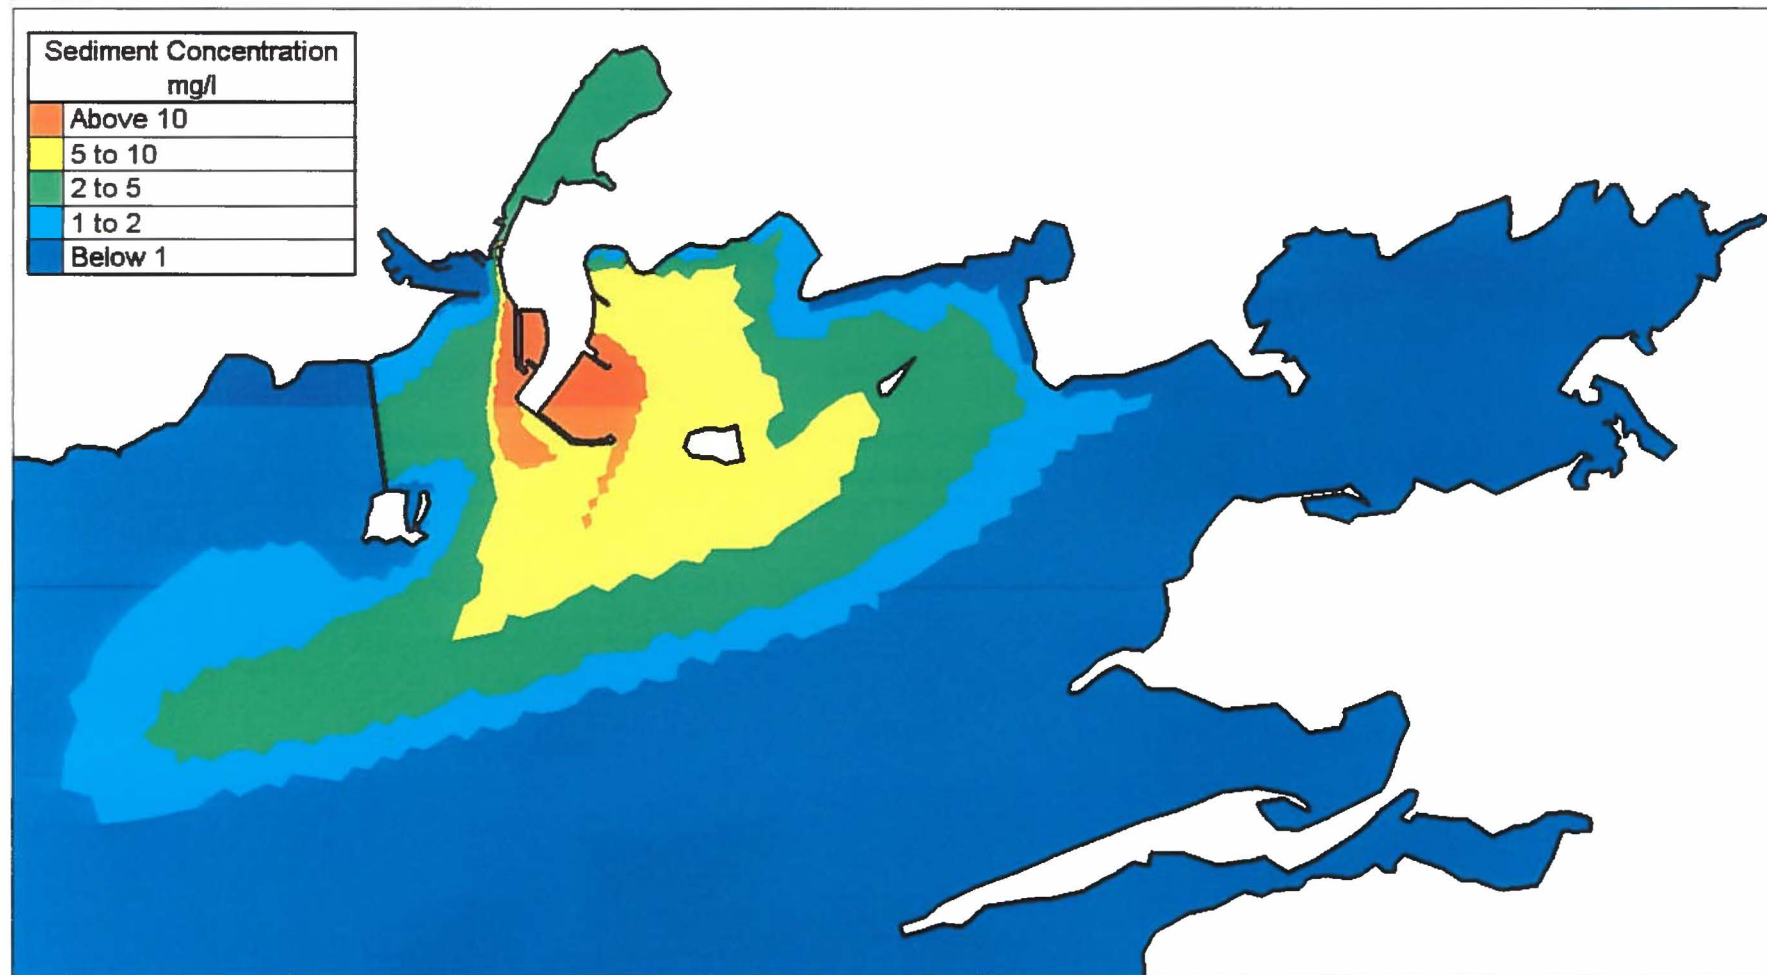 Sediment Concentration
mg/l
Above 10
5 to 10
2 to 5
1 to 2
Below 1